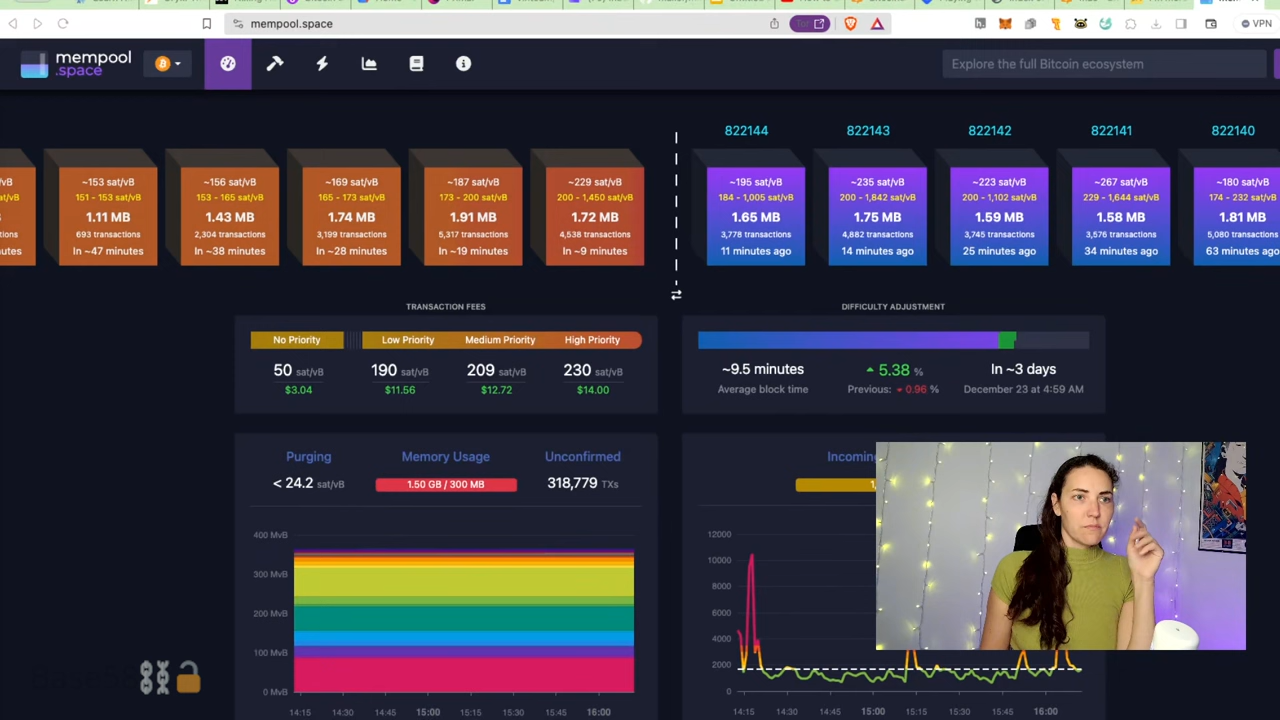 mempool.space
VPN
mempool
.space
Explore the full Bitcoin ecosystem
822144
822143
822142
822141
822140
~153 sat/vB
151 - 153 sat/vB
1.11 MB
693 transactions
In ~47 minutes
~156 sat/vB
153 - 165 sat/vB
1.43 MB
2,304 transactions
In ~38 minutes
~169 sat/vB
165 - 173 sat/vB
1.74 MB
3,199 transactions
In ~28 minutes
~187 sat/vB
173 - 200 sat/vB
1.91 MB
5,317 transactions
In ~19 minutes
~229 sat/vB
200 - 1,450 sat/vB
1.72 MB
4,538 transactions
In ~9 minutes
~195 sat/vB
184 - 1,005 sat/vB
1.65 MB
3,778 transactions
11 minutes ago
~235 sat/vB
200 - 1,842 sat/vB
1.75 MB
4,882 transactions
14 minutes ago
~223 sat/vB
200 - 1,102 sat/vB
1.59 MB
3,745 transactions
25 minutes ago
~267 sat/vB
229 - 1,644 sat/vB
1.58 MB
3,576 transactions
34 minutes ago
~180 sat/vB
174 - 232 sat/vB
1.81 MB
5,080 transactions
63 minutes ago
TRANSACTION FEES
No Priority Low Priority Medium Priority High Priority
50 sat/vB 190 sat/vB 209 sat/vB 230 sat/vB
$3.04 $11.56 $12.72 $14.00
DIFFICULTY ADJUSTMENT
~9.5 minutes 5.38 % In ~3 days
Average block time Previous: 0.96 % December 23 at 4:59 AM
Purging Memory Usage Unconfirmed
< 24.2 sat/vB 1.50 GB / 300 MB 318,779 TXs
400 MvB
300 MvB
200 MvB
100 MvB
0 MvB
14:15 14:30 14:45 15:00 15:15 15:30 15:45 16:00
Incoming
12000
10000
8000
6000
4000
2000
0
14:15 14:30 14:45 15:00 15:15 15:30 15:45 16:00